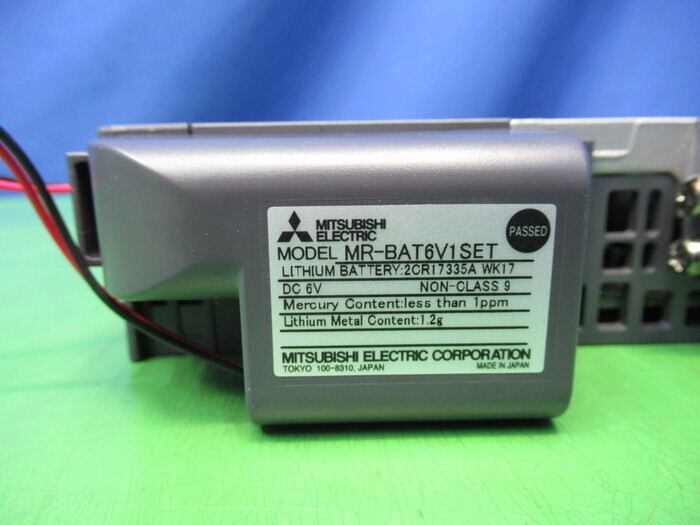 MITSUBISHI
ELECTRIC
PASSED
MODEL MR-BAT6V1SET
LITHIUM BATTERY:2CR17335A WK17
DC 6V NON-CLASS 9
Mercury Content:less than 1ppm
Lithium Metal Content:1.2g
MITSUBISHI ELECTRIC CORPORATION
TOKYO 100-8310, JAPAN MADE IN JAPAN